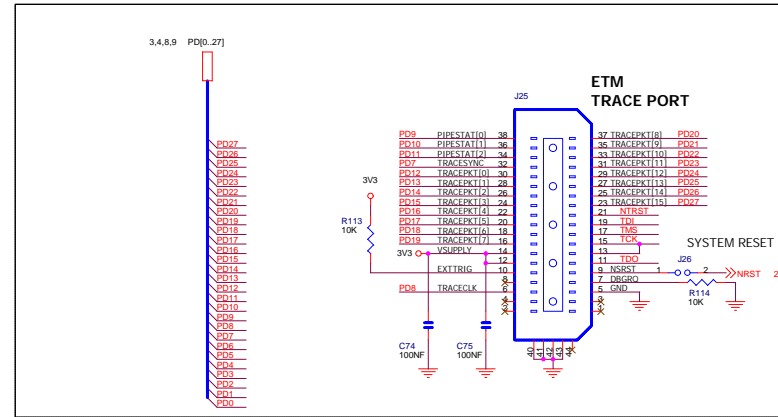 3,4,8,9 PD[0..27]
PD27
PD26
PD25
PD24
PD23
PD22
PD21
PD20
PD19
PD18
PD17
PD16
PD15
PD14
PD13
PD12
PD11
PD10
PD9
PD8
PD7
PD6
PD5
PD4
PD3
PD2
PD1
PD0
ETM
TRACE PORT
J25
PD9 PIPESTAT[0] 38
PD10 PIPESTAT[1] 36
PD11 PIPESTAT[2] 34
PD7 TRACESYNC 32
PD12 TRACEPKT[0] 30
PD13 TRACEPKT[1] 28
PD14 TRACEPKT[2] 26
PD15 TRACEPKT[3] 24
PD16 TRACEPKT[4] 22
PD17 TRACEPKT[5] 20
PD18 TRACEPKT[6] 18
PD19 TRACEPKT[7] 16
3V3 VSUPPLY 14
12
EXTTRIG 10
8
PD8 TRACECLK 6
4
2
3V3
R113
10K
C74
100NF
C75
100NF
37 TRACEPKT[8] PD20
35 TRACEPKT[9] PD21
33 TRACEPKT[10] PD22
31 TRACEPKT[11] PD23
29 TRACEPKT[12] PD24
27 TRACEPKT[13] PD25
25 TRACEPKT[14] PD26
23 TRACEPKT[15] PD27
21 NTRST
19 TDI
17 TMS
15 TCK
13
11 TDO
9 NSRST
7 DBGRQ
5 GND
3
1
40 41 42 43 44
SYSTEM RESET
J26
1 2
NRST 2
R114
10K